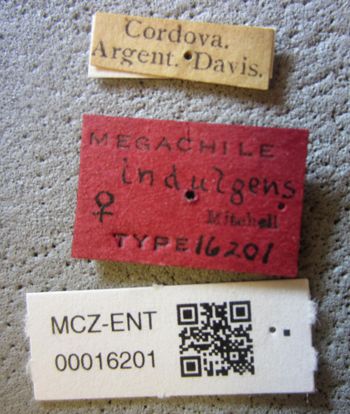 Cordova.
Argent. Davis.
MEGACHILE
indulgens
♀
Mitchell
TYPE 16201
MCZ-ENT
00016201